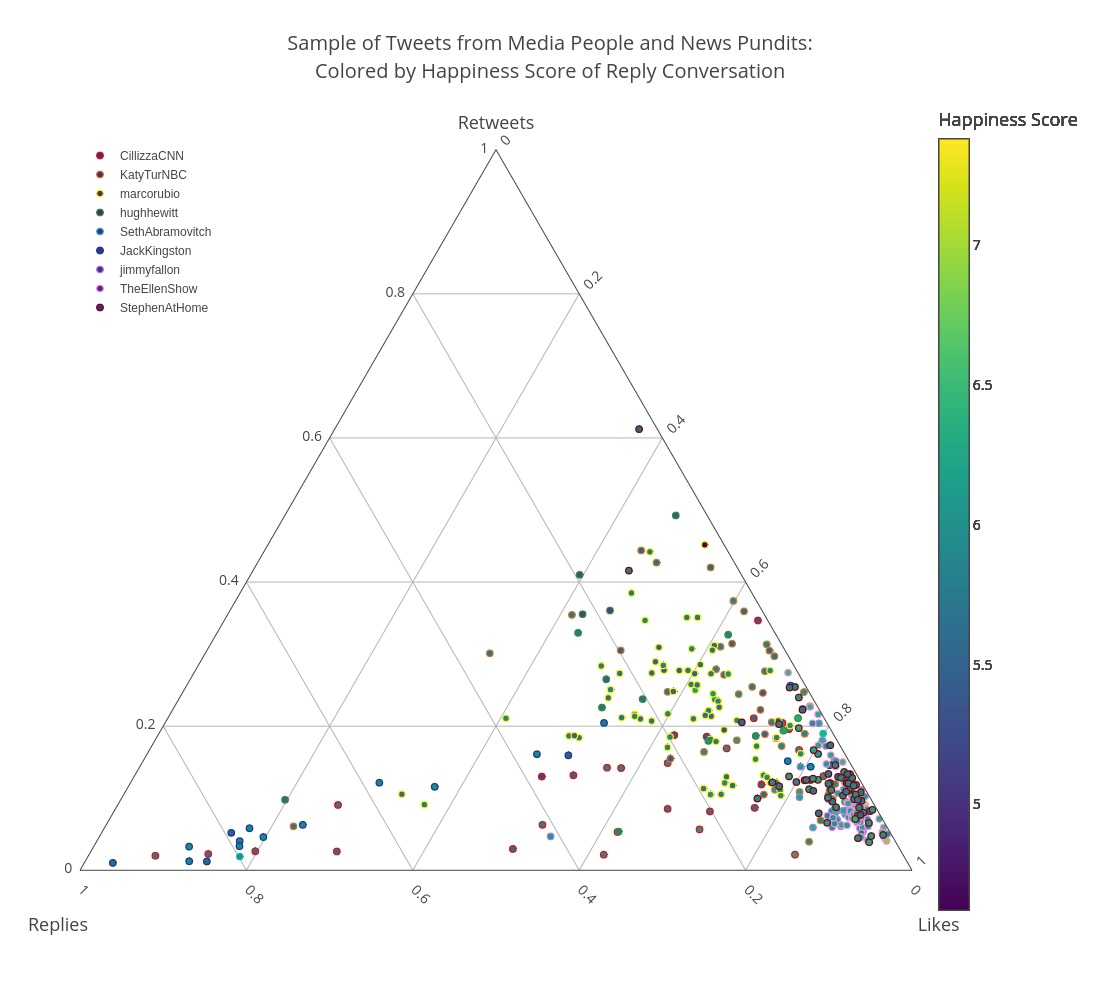 Sample of Tweets from Media People and News Pundits:
Colored by Happiness Score of Reply Conversation
Retweets
Happiness Score
CillizzaCNN
KatyTurNBC
marcorubio
hughhewitt
SethAbramovitch
JackKingston
jimmyfallon
TheEllenShow
StephenAtHome
1
0
0.8
0.2
0.6
0.4
0.4
0.6
0.2
0.8
0
1
1
0.8
0.6
0.4
0.2
0
7
6.5
6
5.5
5
Replies
Likes